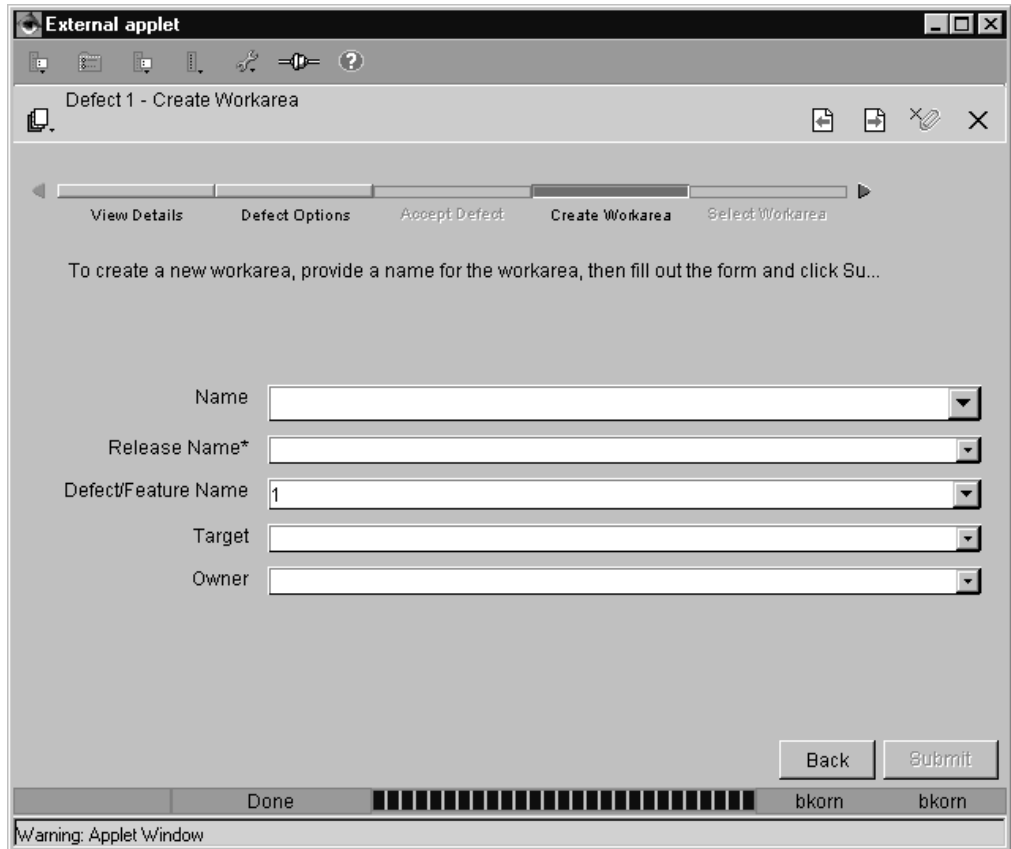 External applet
Defect 1 - Create Workarea
View Details
Defect Options
Accept Defect
Create Workarea
Select Workarea
To create a new workarea, provide a name for the workarea, then fill out the form and click Su...
Name
Release Name*
Defect/Feature Name
1
Target
Owner
Back
Submit
Done
bkorn
bkorn
Warning: Applet Window